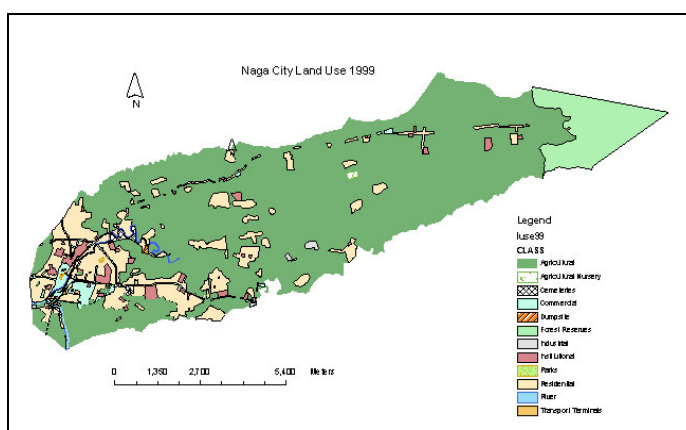 Naga City Land Use 1999
N
Legend
luse99
CLASS
Agricultural
Agricultural Nursery
Cemeteries
Commercial
Dumpsite
Forest Reserves
Industrial
Institutional
Parks
Residential
River
Transport Terminals
0 1,350 2,700 5,400 Meters